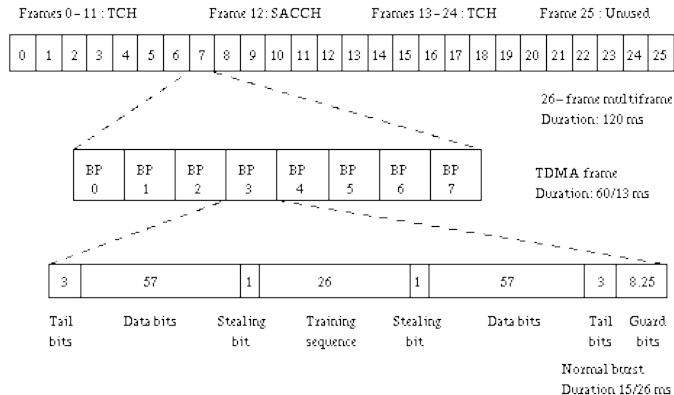 Frames 0–11 : TCH Frame 12: SACCH Frames 13–24 : TCH Frame 25 : Unused
0 1 2 3 4 5 6 7 8 9 10 11 12 13 14 15 16 17 18 19 20 21 22 23 24 25
26–frame multiframe
Duration: 120 ms
BP 0 BP 1 BP 2 BP 3 BP 4 BP 5 BP 6 BP 7
TDMA frame
Duration: 60/13 ms
3 57 1 26 1 57 3 8.25
Tail bits Data bits Stealing bit Training sequence Stealing bit Data bits Tail bits Guard bits
Normal burst
Duration 15/26 ms